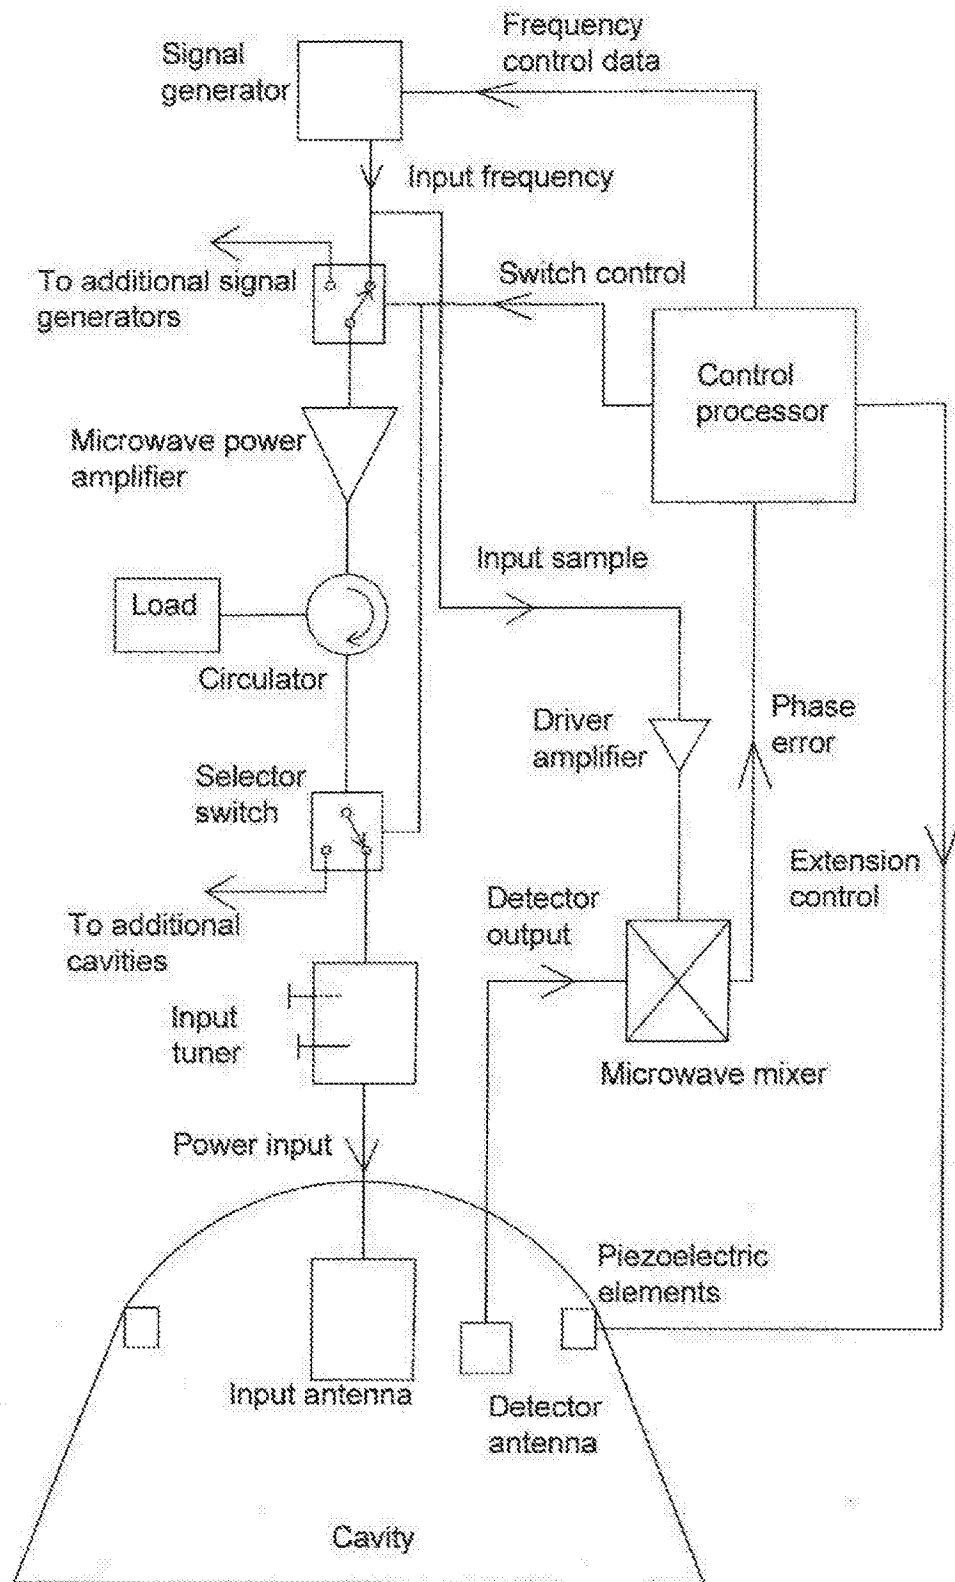 Frequency
control data
Signal
generator
Input frequency
To additional signal
generators
Switch control
Control
processor
Microwave power
amplifier
Input sample
Load
Circulator
Driver
amplifier
Phase
error
Selector
switch
Extension
control
Detector
output
To additional
cavities
Input
tuner
Microwave mixer
Power input
Piezoelectric
elements
Input antenna
Detector
antenna
Cavity